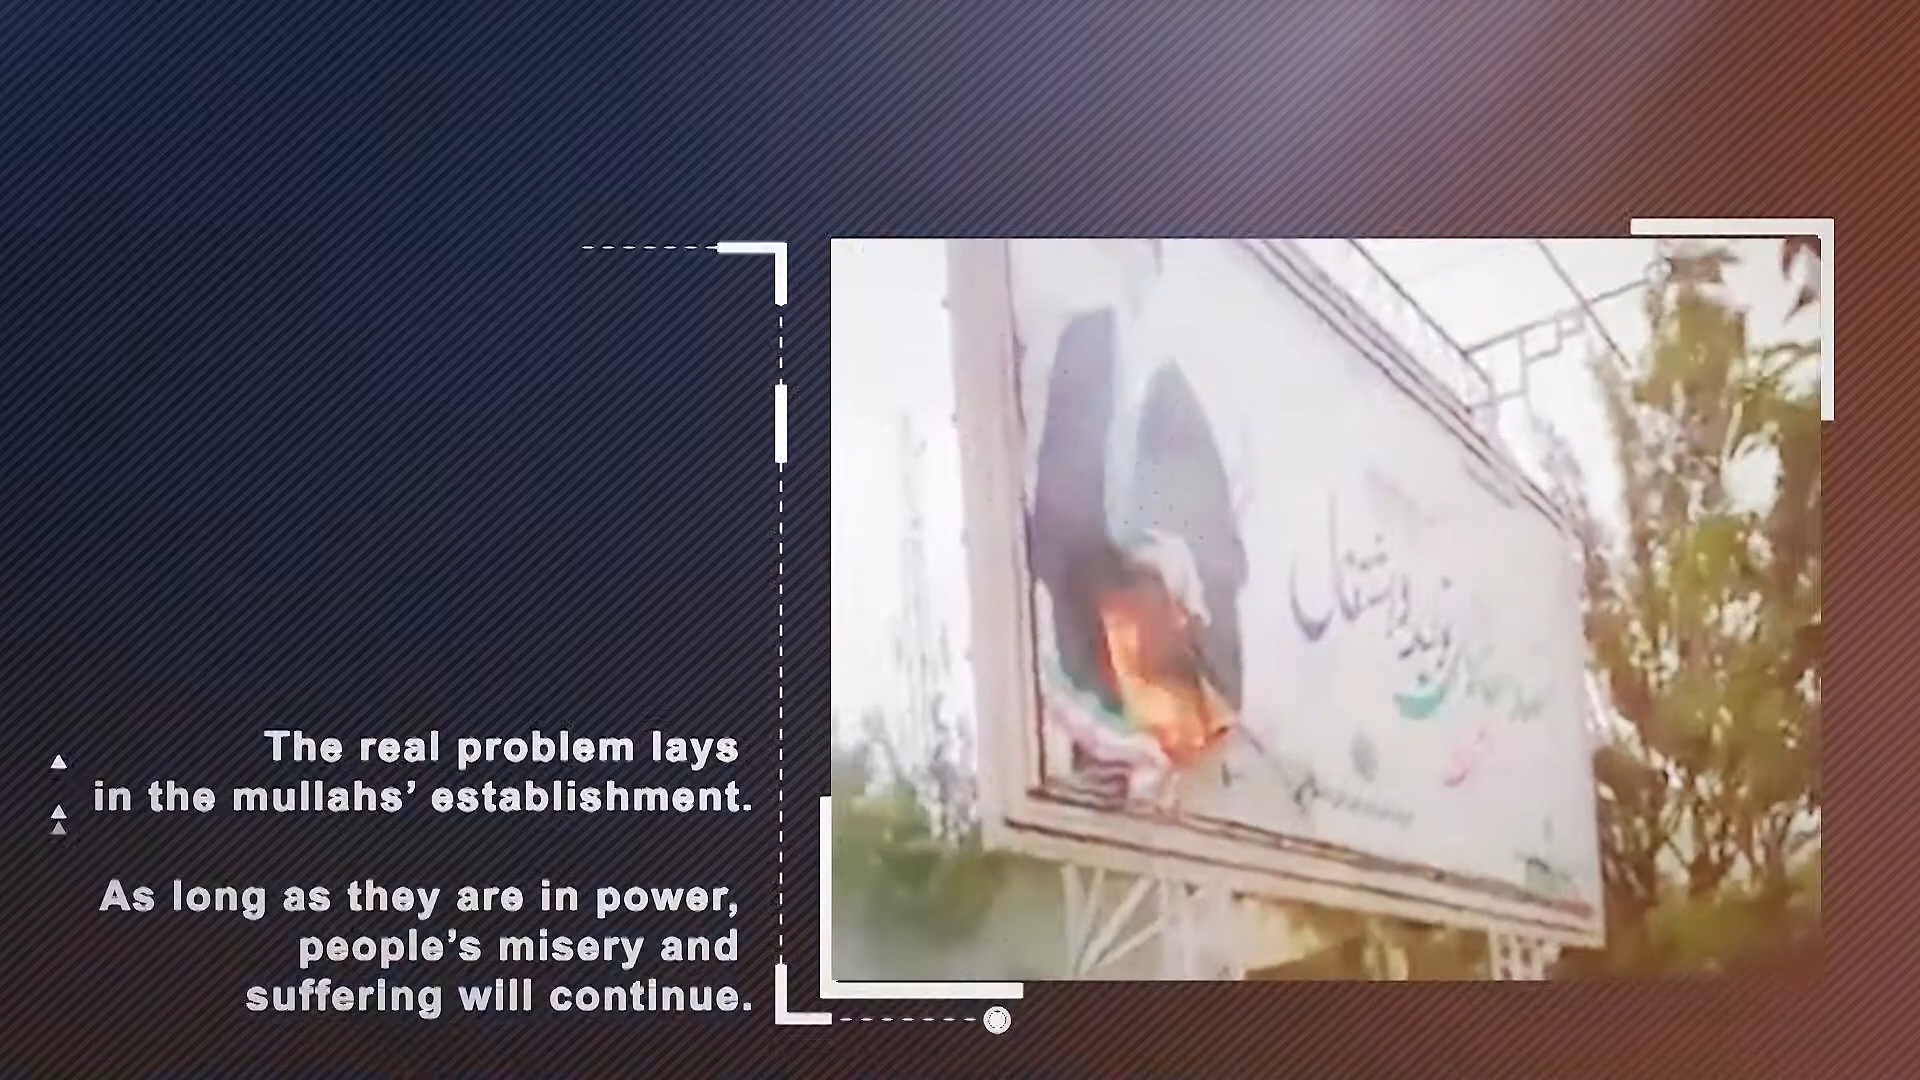 The real problem lays
in the mullahs’ establishment.
As long as they are in power,
people’s misery and
suffering will continue.